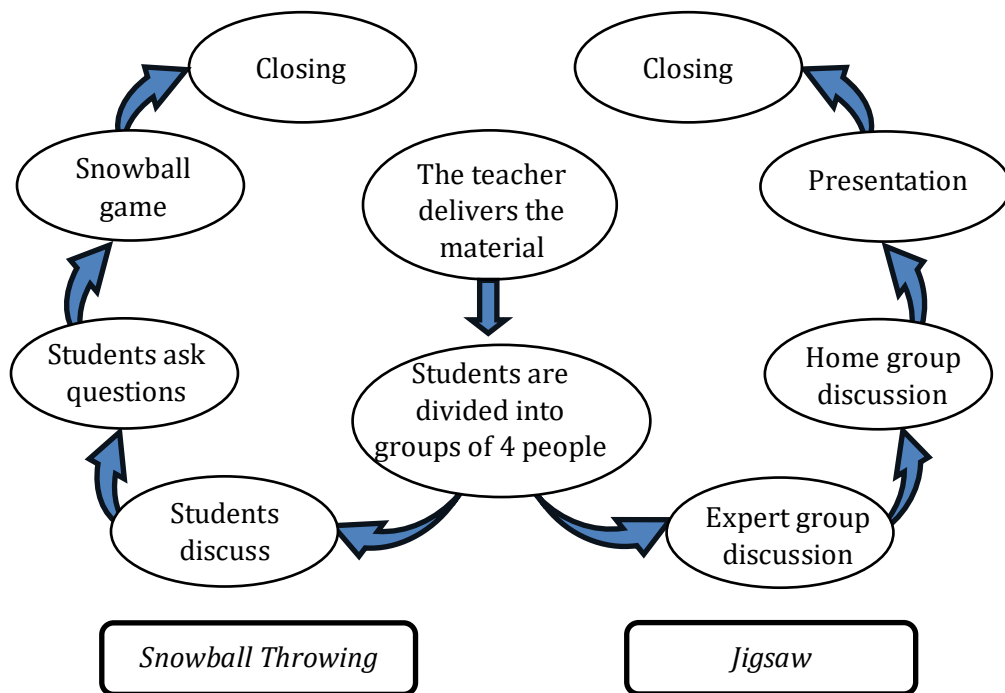 Closing
Closing
Snowball
game
The teacher
delivers the
material
Presentation
Students ask
questions
Students are
divided into
groups of 4 people
Home group
discussion
Students
discuss
Expert group
discussion
Snowball Throwing
Jigsaw